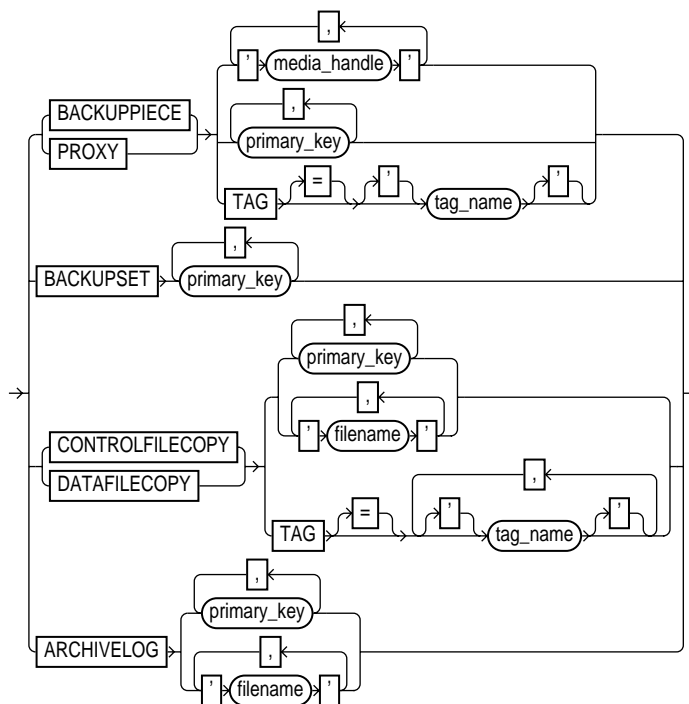 ,
' media_handle '
BACKUPPIECE
,
PROXY
primary_key
TAG = ' tag_name '
,
BACKUPSET primary_key
,
primary_key
,
CONTROLFILECOPY
' filename '
DATAFILECOPY
,
TAG = ' tag_name '
,
primary_key
ARCHIVELOG
,
' filename '